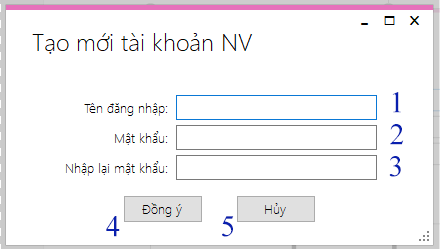 Tạo mới tài khoản NV
Tên đăng nhập: 1
Mật khẩu: 2
Nhập lại mật khẩu: 3
4 Đồng ý 5 Hủy